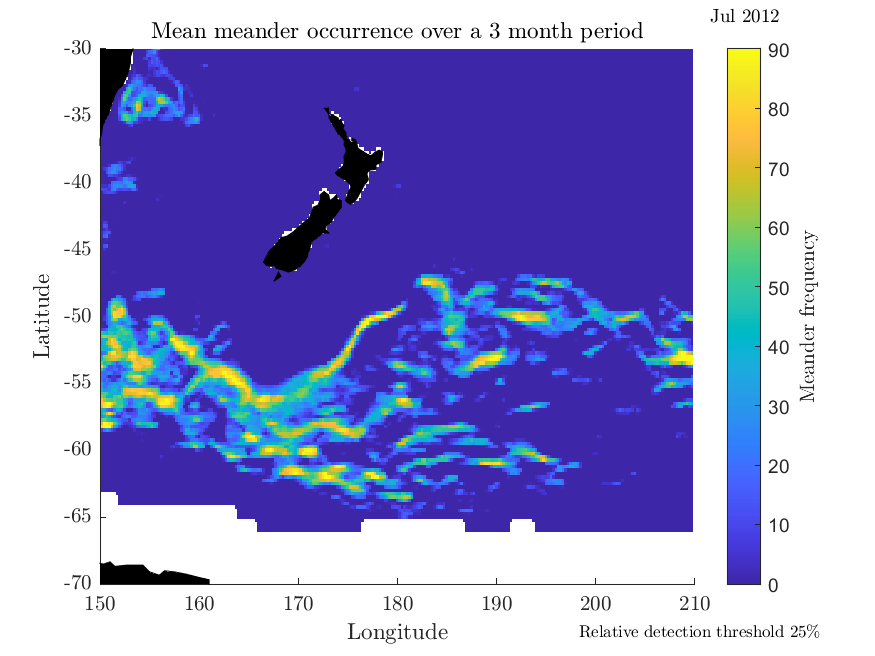 Jul 2012
Mean meander occurrence over a 3 month period
-30
-35
-40
-45
-50
-55
-60
-65
-70
Latitude
150 160 170 180 190 200 210
Longitude
90
80
70
60
50
40
30
20
10
0
Meander frequency
Relative detection threshold 25%